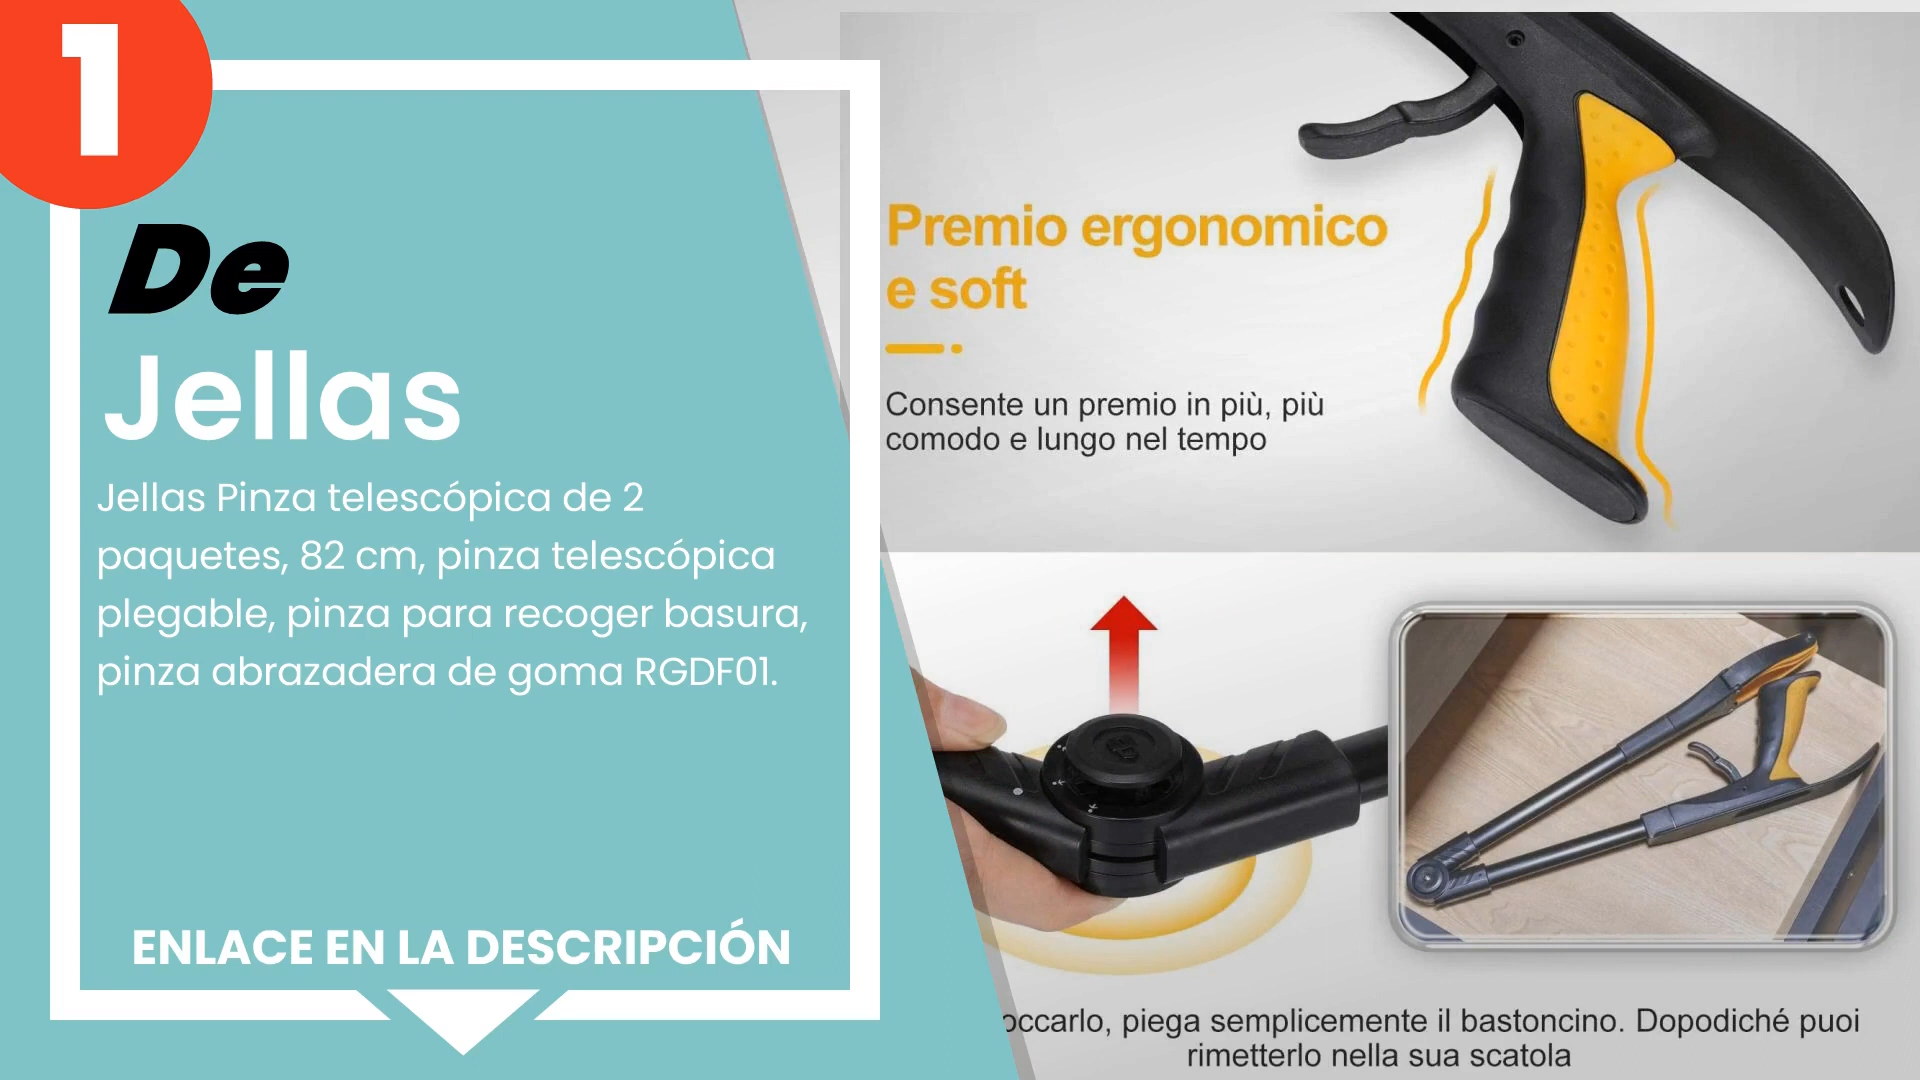 1
De
Jellas
Jellas Pinza telescópica de 2
paquetes, 82 cm, pinza telescópica
plegable, pinza para recoger basura,
pinza abrazadera de goma RGDF01.
ENLACE EN LA DESCRIPCIÓN
Premio ergonomico
e soft
Consente un premio in più, più
comodo e lungo nel tempo
piega semplicemente il bastoncino. Dopodiché puoi
rimetterlo nella sua scatola